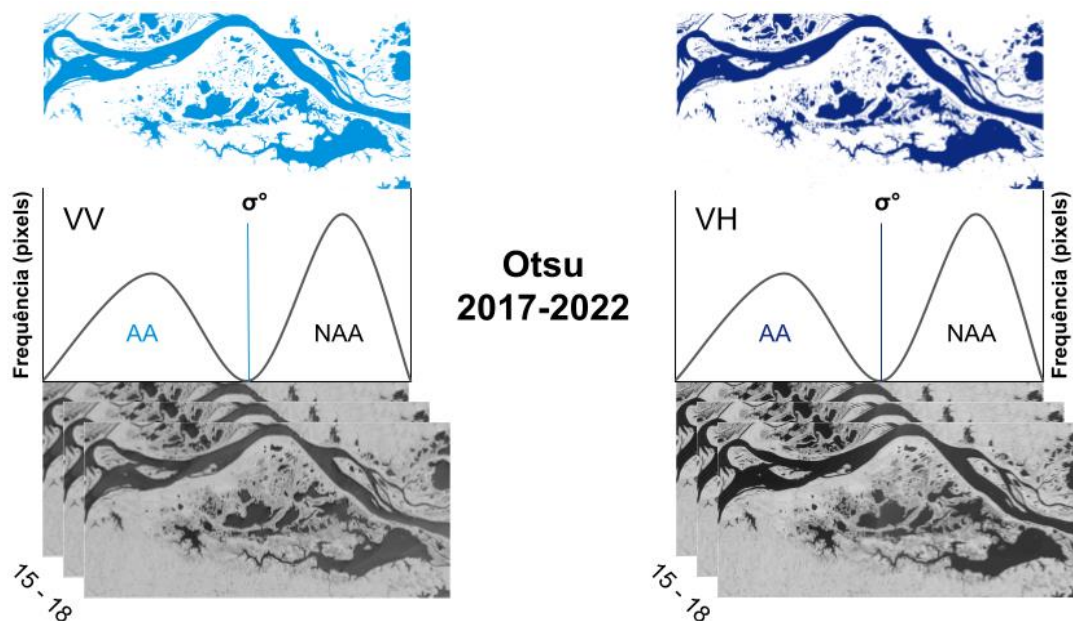 Frequência (pixels)
VV
σ°
AA
NAA
15 - 18
Otsu
2017-2022
VH
σ°
AA
NAA
Frequência (pixels)
15 - 18